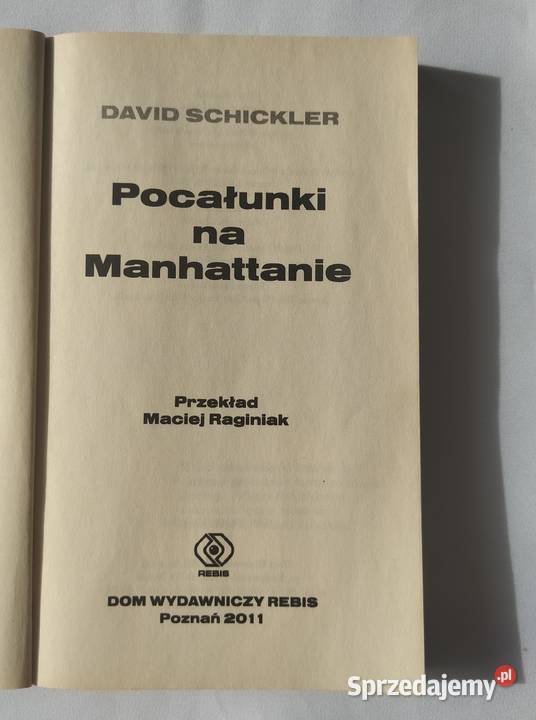 DAVID SCHICKLER
Pocałunki
na
Manhattanie
Przekład
Maciej Raginiak
REBIS
DOM WYDAWNICZY REBIS
Poznań 2011
Sprzedajemy.pl